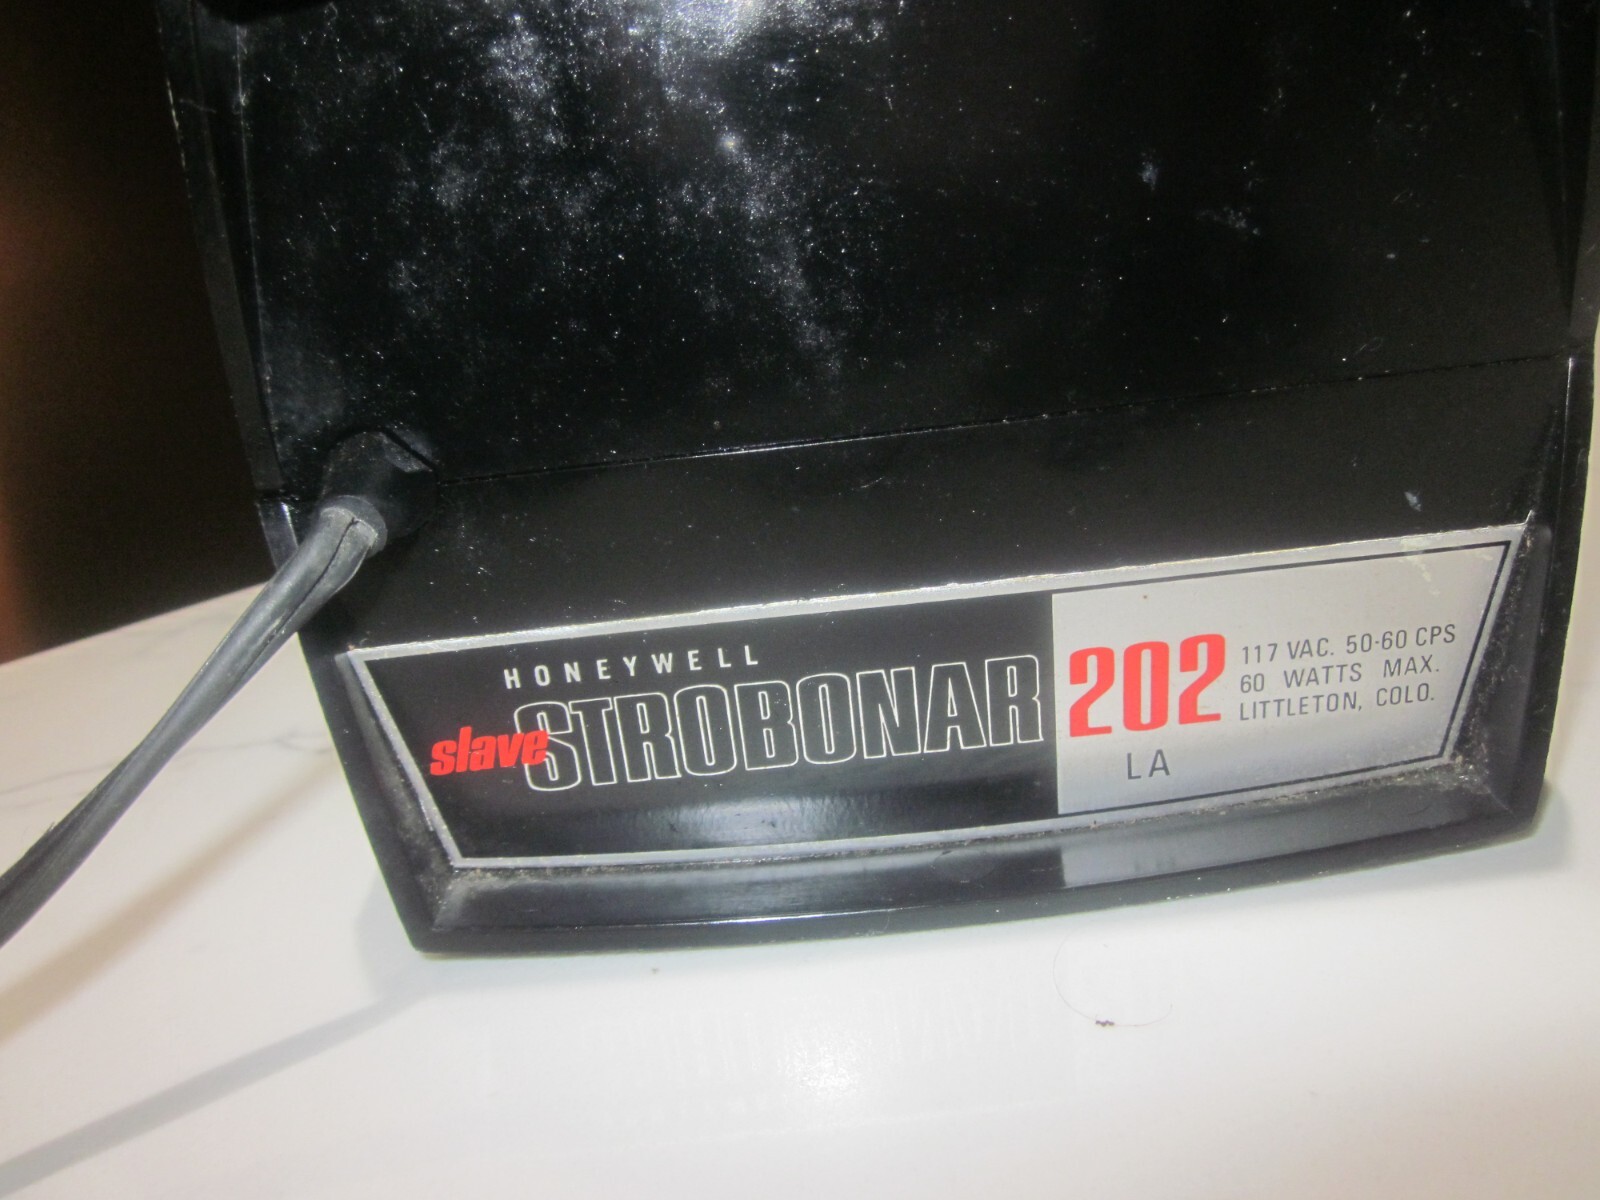 HONEYWELL
slave STROBONAR
202
LA
117 VAC. 50-60 CPS
60 WATTS MAX.
LITTLETON, COLO.